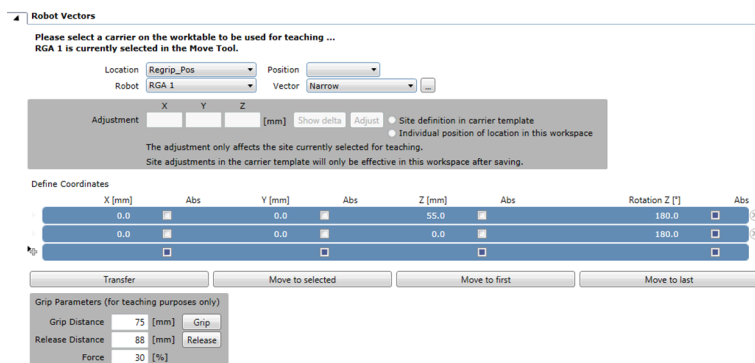 Robot Vectors
Please select a carrier on the worktable to be used for teaching ...
RGA 1 is currently selected in the Move Tool.
Location Regrip_Pos Position
Robot RGA 1 Vector Narrow ...
X Y Z
Adjustment [mm] Show delta Adjust Site definition in carrier template
Individual position of location in this workspace
The adjustment only affects the site currently selected for teaching.
Site adjustments in the carrier template will only be effective in this workspace after saving.
Define Coordinates
X [mm] Abs Y [mm] Abs Z [mm] Abs Rotation Z [°] Abs
0.0 0.0 55.0 180.0
0.0 0.0 0.0 180.0
Transfer Move to selected Move to first Move to last
Grip Parameters (for teaching purposes only)
Grip Distance 75 [mm] Grip
Release Distance 88 [mm] Release
Force 30 [%]